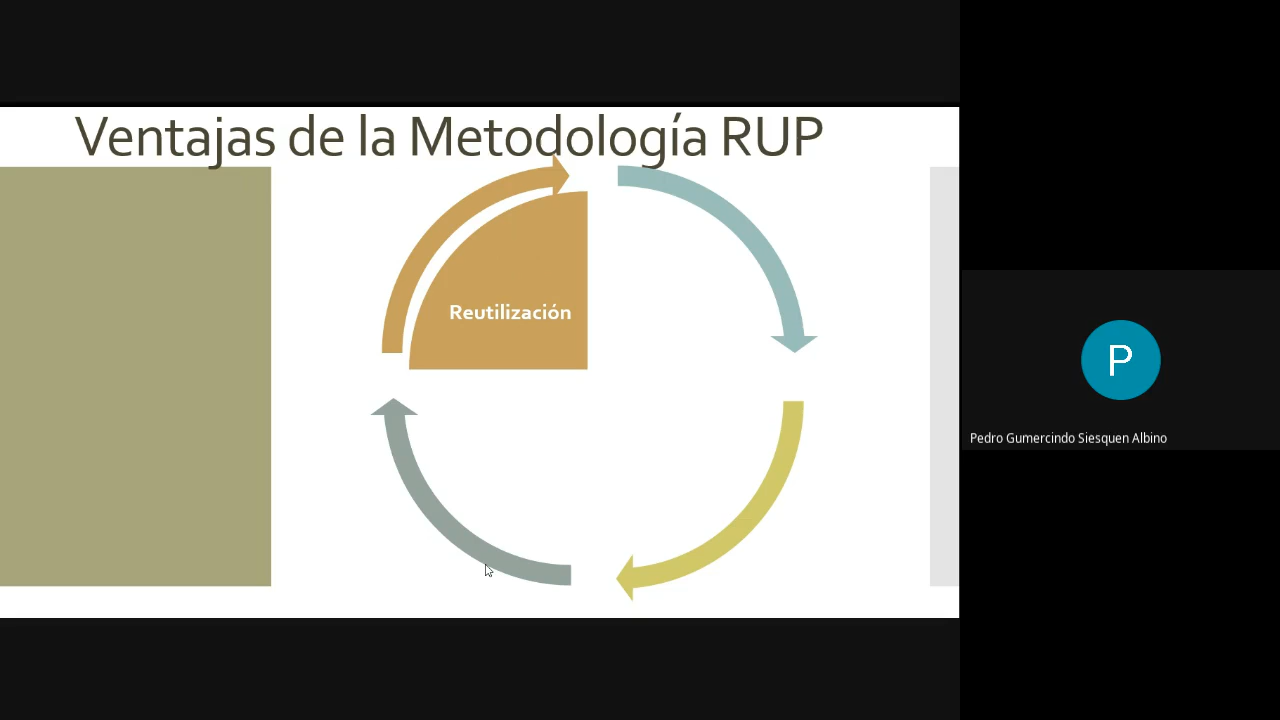 Ventajas de la Metodología RUP
Reutilización
P
Pedro Gumercindo Siesquen Albino